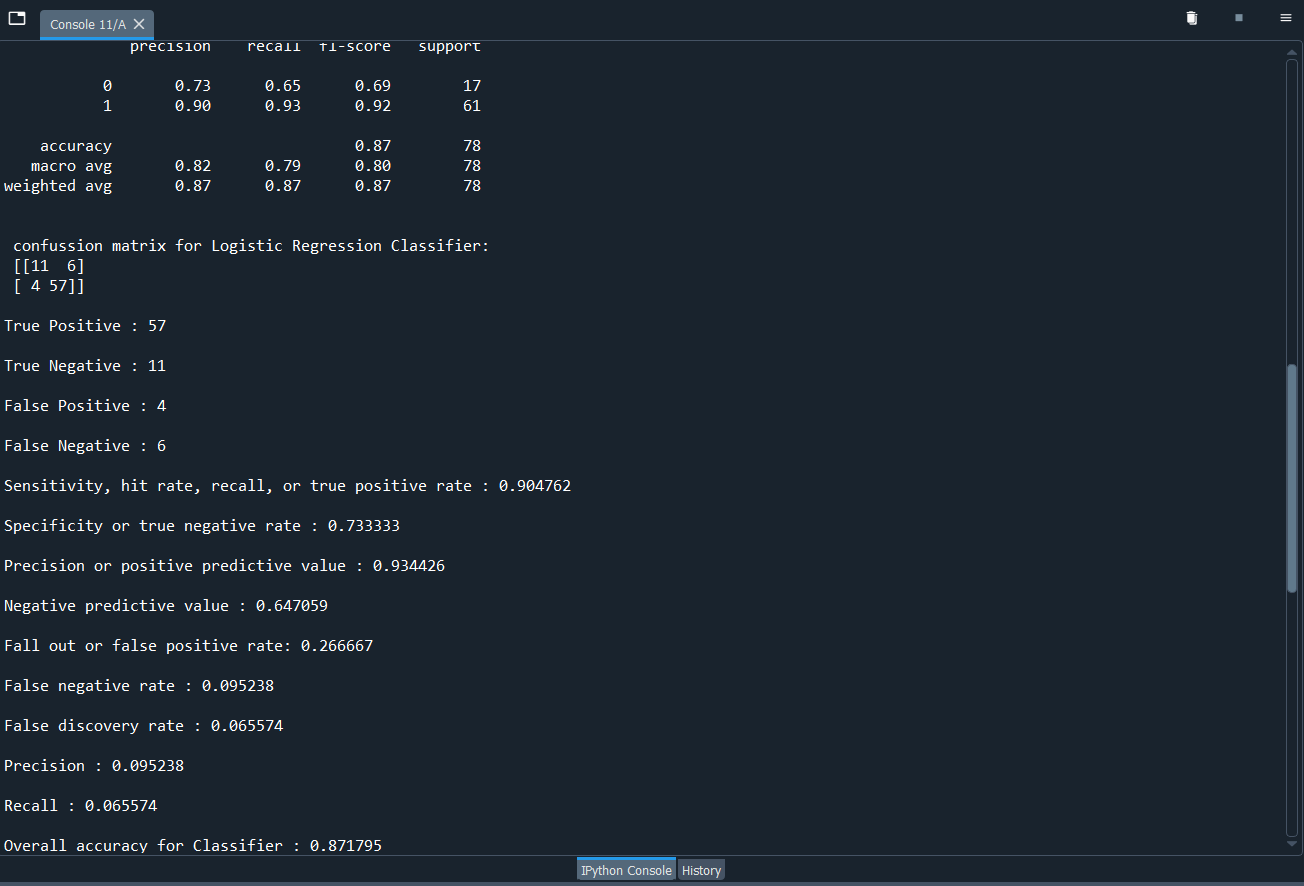 Console 11/A
precision recall f1-score support
0 0.73 0.65 0.69 17
1 0.90 0.93 0.92 61
accuracy 0.87 78
macro avg 0.82 0.79 0.80 78
weighted avg 0.87 0.87 0.87 78
confussion matrix for Logistic Regression Classifier:
[[11 6]
[ 4 57]]
True Positive : 57
True Negative : 11
False Positive : 4
False Negative : 6
Sensitivity, hit rate, recall, or true positive rate : 0.904762
Specificity or true negative rate : 0.733333
Precision or positive predictive value : 0.934426
Negative predictive value : 0.647059
Fall out or false positive rate: 0.266667
False negative rate : 0.095238
False discovery rate : 0.065574
Precision : 0.095238
Recall : 0.065574
Overall accuracy for Classifier : 0.871795
IPython Console History